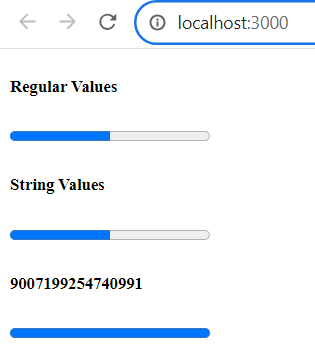 localhost:3000
Regular Values
String Values
9007199254740991